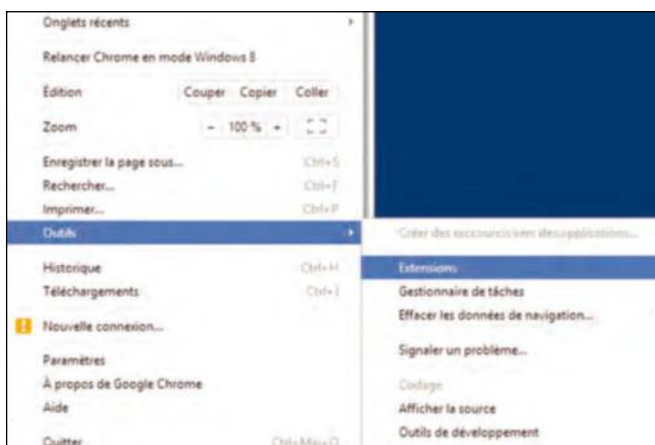 Onglets récents
Relancer Chrome en mode Windows 8
Édition Couper Copier Coller
Zoom - 100 % +
Enregistrer la page sous... Ctrl+S
Rechercher... Ctrl+F
Imprimer... Ctrl+P
Outils
Historique Ctrl+H
Téléchargements Ctrl+J
Nouvelle connexion...
Paramètres
À propos de Google Chrome
Aide
Quitter Ctrl+Maj+Q
Créer des raccourcis vers des applications...
Extensions
Gestionnaire de tâches
Effacer les données de navigation...
Signaler un problème...
Codage
Afficher la source
Outils de développement